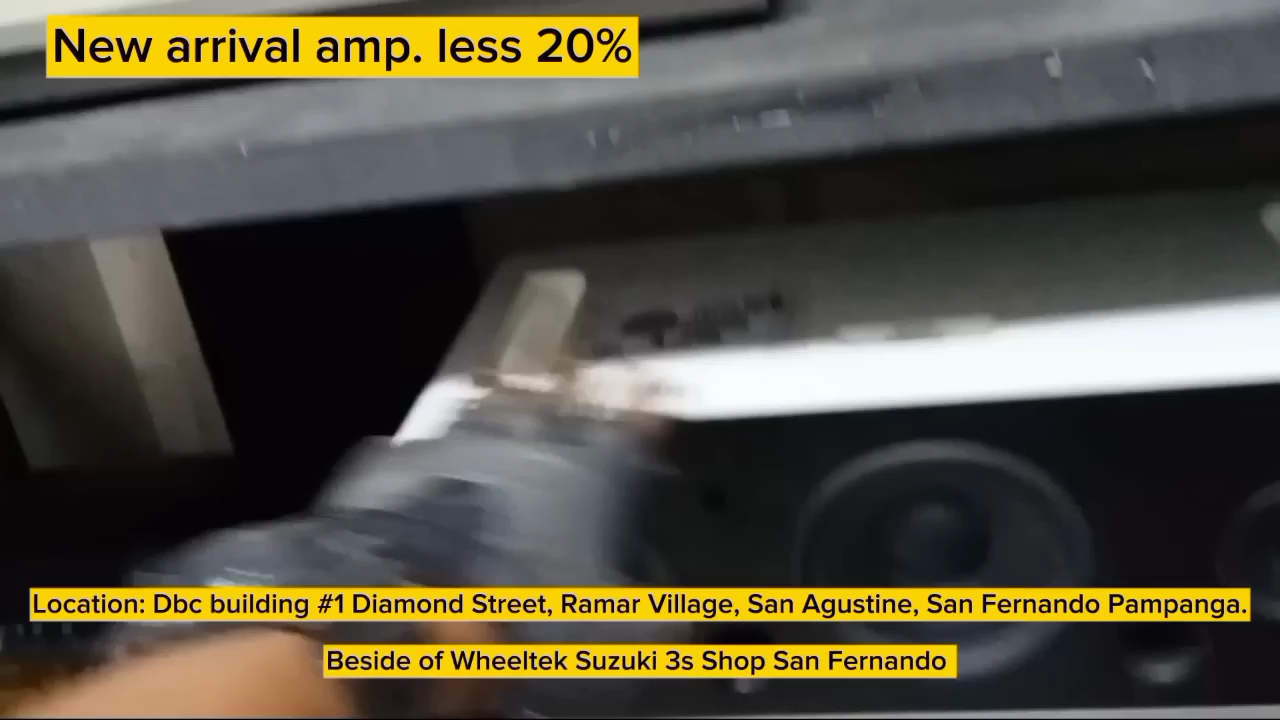 New arrival amp. less 20%
Location: Dbc building #1 Diamond Street, Ramar Village, San Agustine, San Fernando Pampanga.
Beside of Wheeltek Suzuki 3s Shop San Fernando